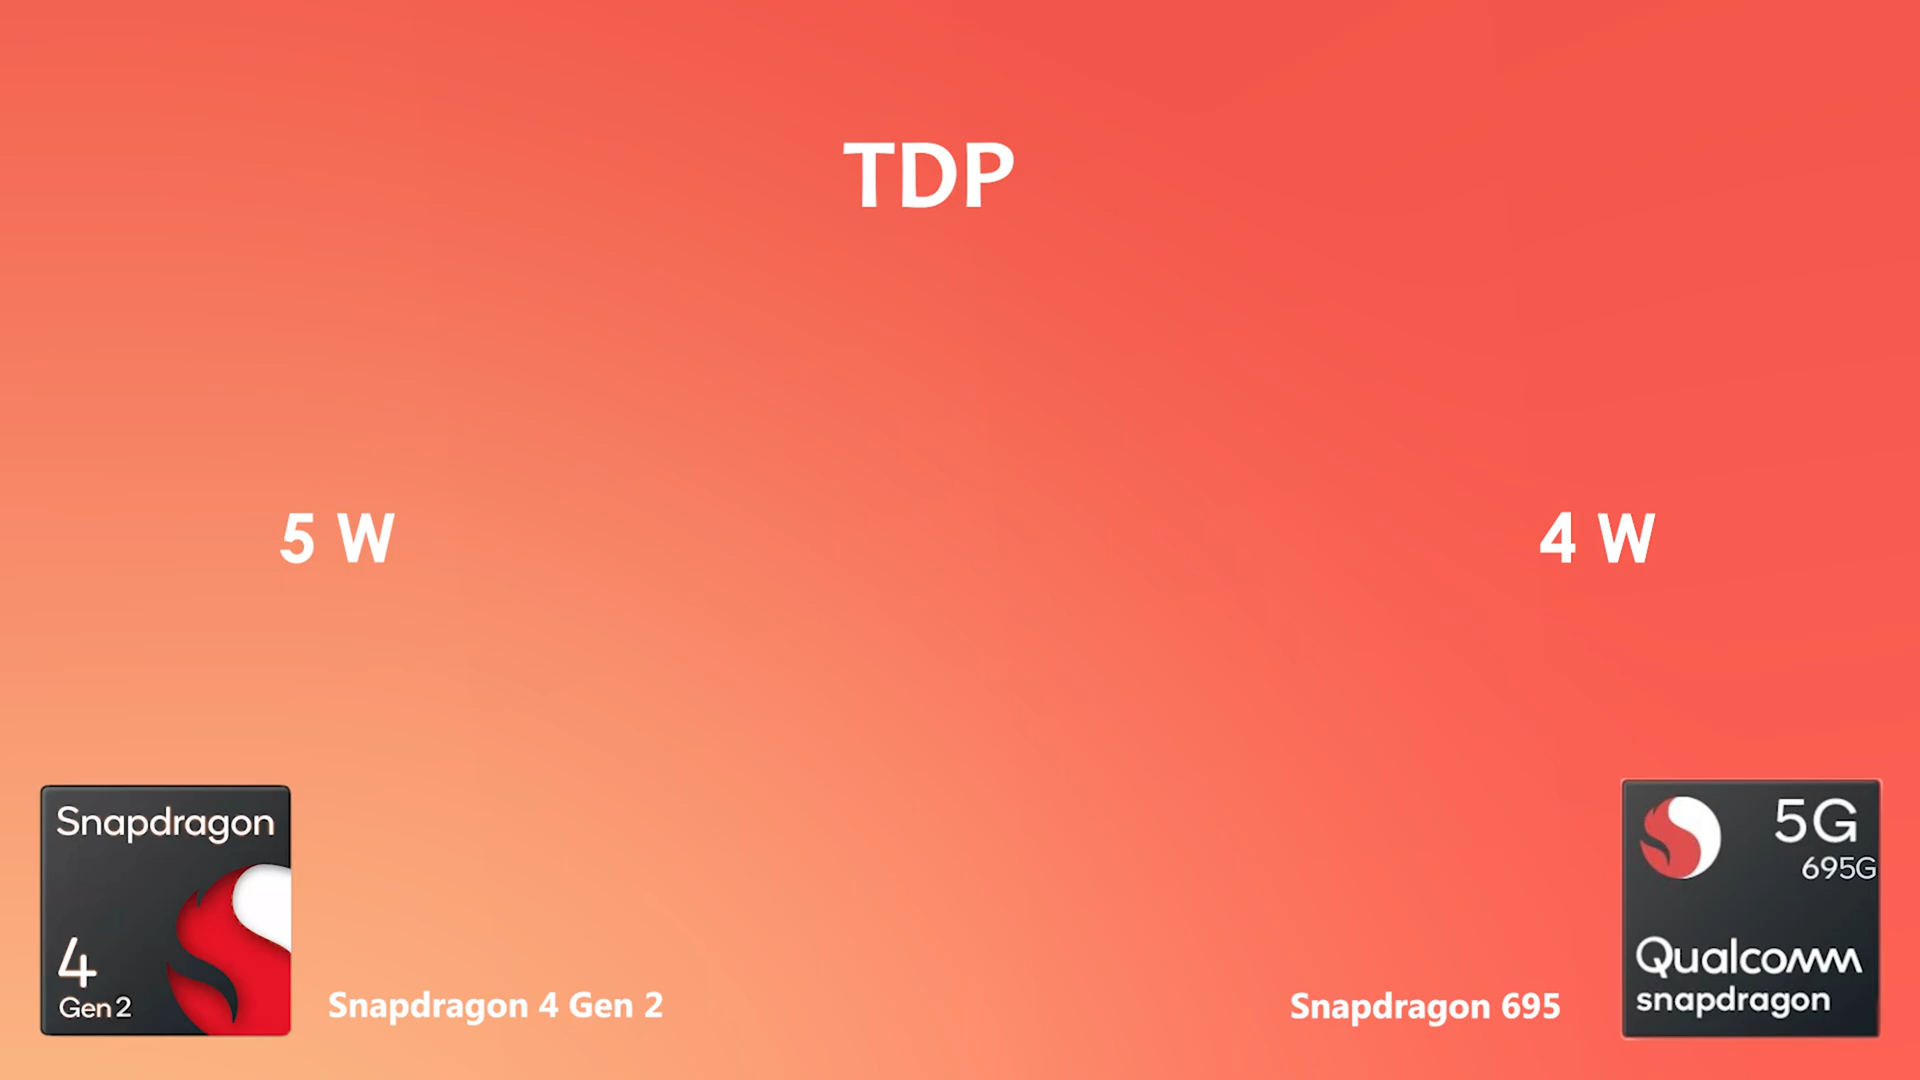 TDP
5 W
4 W
Snapdragon
4
Gen 2
Snapdragon 4 Gen 2
Snapdragon 695
5G
695G
Qualcomm
snapdragon